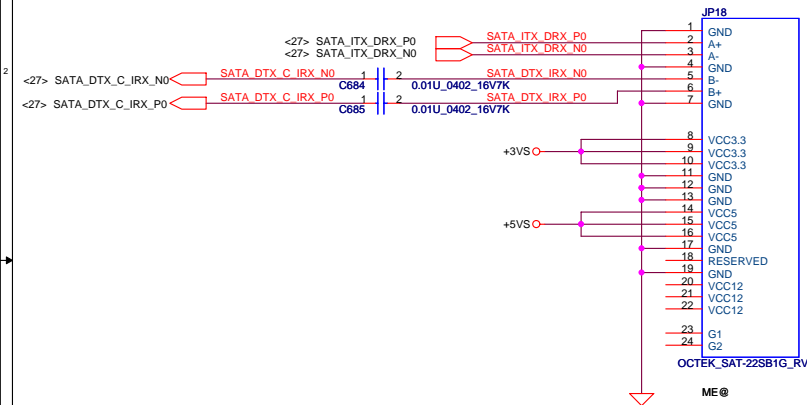 JP18
1 GND
<27> SATA_ITX_DRX_P0 SATA_ITX_DRX_P0 2 A+
<27> SATA_ITX_DRX_N0 SATA_ITX_DRX_N0 3 A-
4 GND
2
<27> SATA_DTX_C_IRX_N0 SATA_DTX_C_IRX_N0 1 2 SATA_DTX_IRX_N0 5 B-
C684 0.01U_0402_16V7K
6 B+
<27> SATA_DTX_C_IRX_P0 SATA_DTX_C_IRX_P0 1 2 SATA_DTX_IRX_P0 7 GND
C685 0.01U_0402_16V7K
8 VCC3.3
+3VS 9 VCC3.3
10 VCC3.3
11 GND
12 GND
13 GND
14 VCC5
+5VS 15 VCC5
16 VCC5
17 GND
18 RESERVED
19 GND
20 VCC12
21 VCC12
22 VCC12
23 G1
24 G2
OCTEK_SAT-22SB1G_RV
ME@